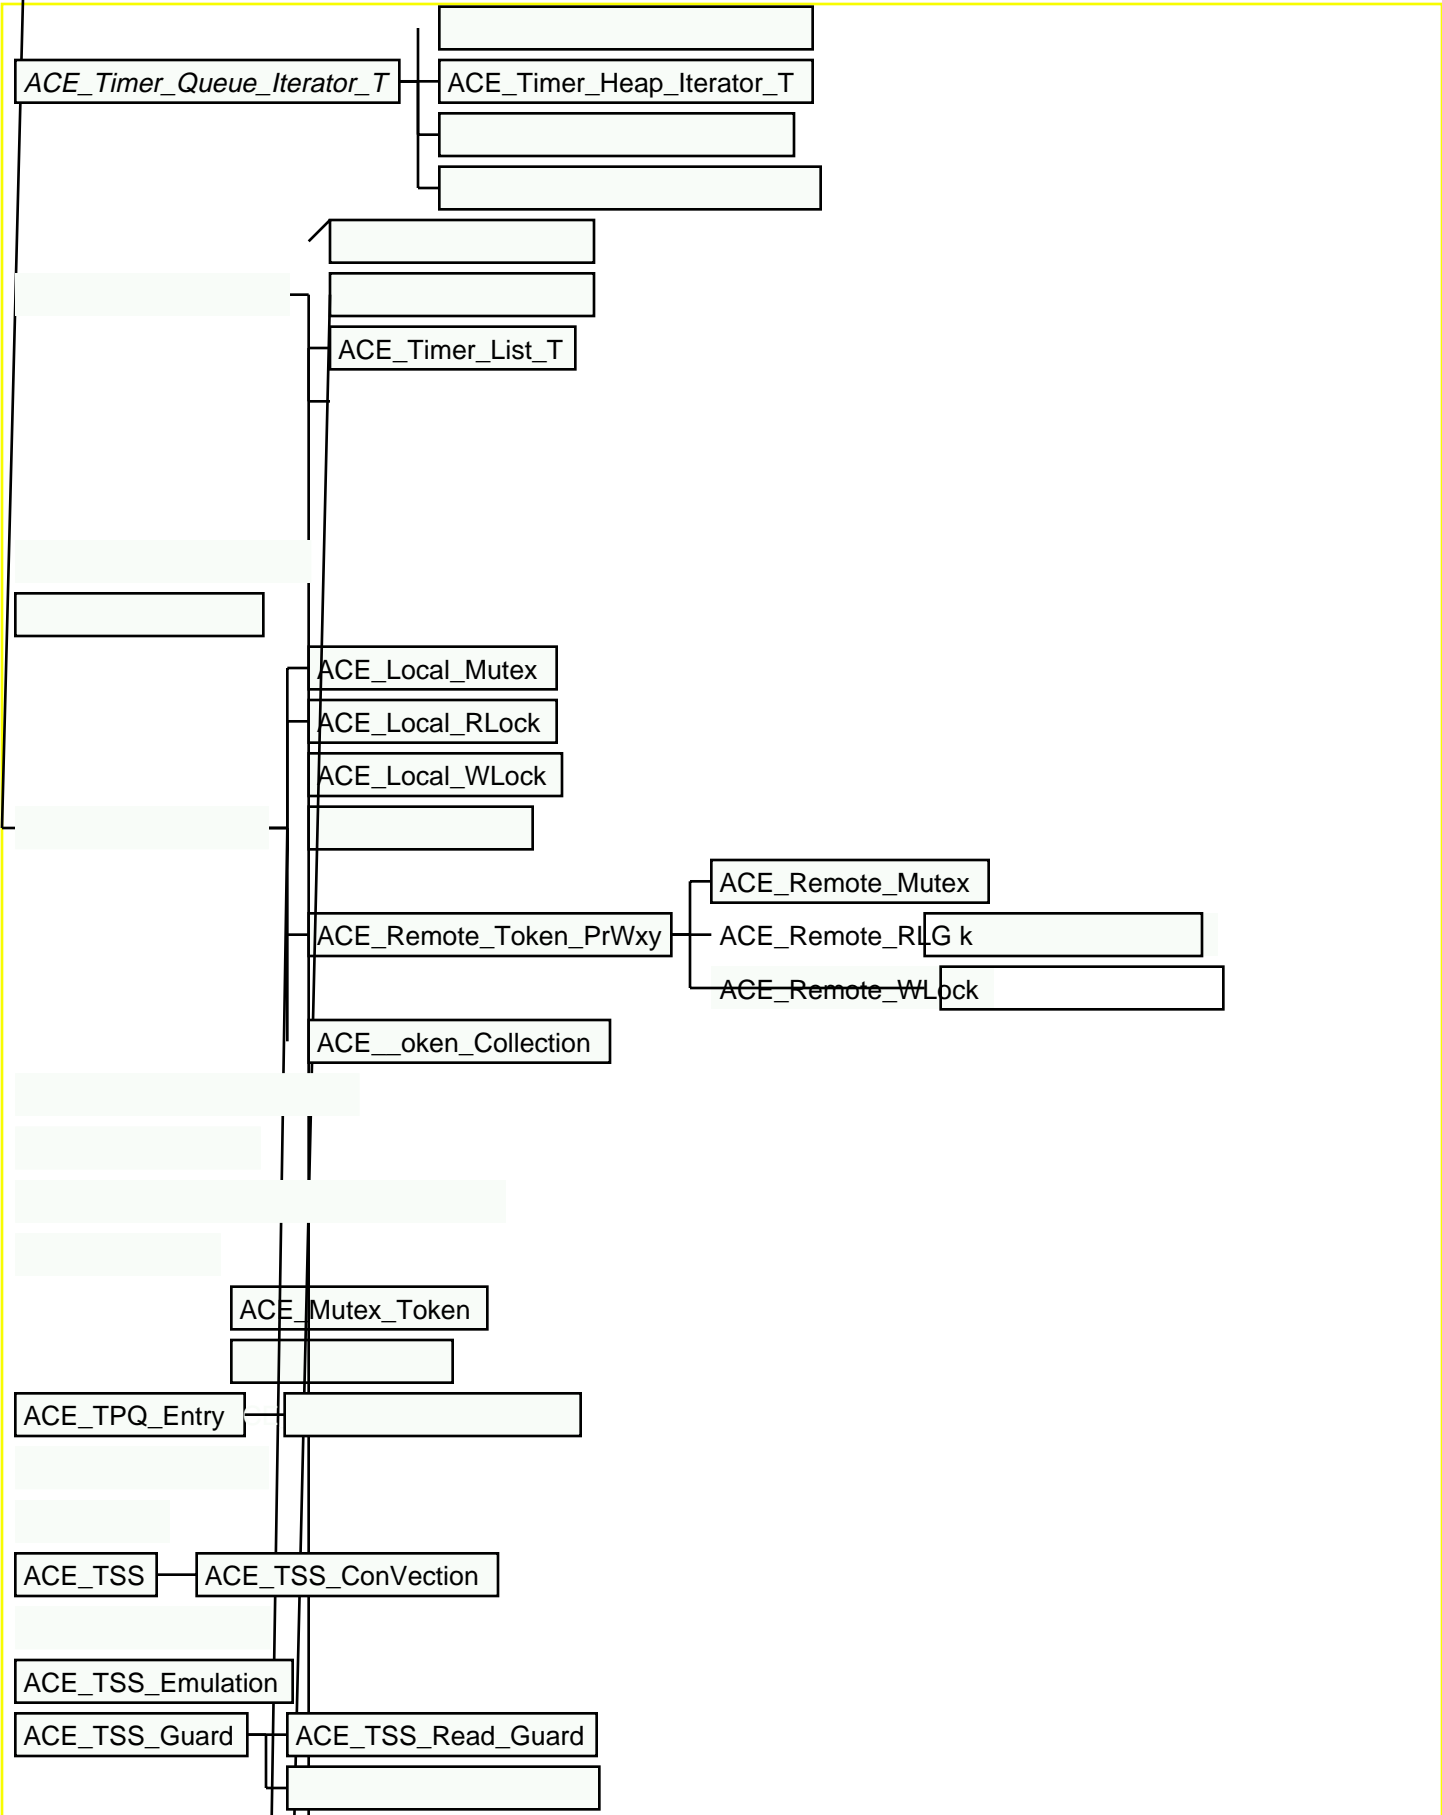 ACE_Timer_Queue_Iterator_T
ACE_Timer_Heap_Iterator_T
ACE_Timer_List_T
ACE_Local_Mutex
ACE_Local_RLock
ACE_Local_WLock
ACE_Remote_Mutex
ACE_Remote_Token_PrWxy
ACE_Remote_RLG k
ACE_Remote_WLock
ACE__oken_Collection
ACE_Mutex_Token
ACE_TPQ_Entry
ACE_TSS
ACE_TSS_ConVection
ACE_TSS_Emulation
ACE_TSS_Guard
ACE_TSS_Read_Guard